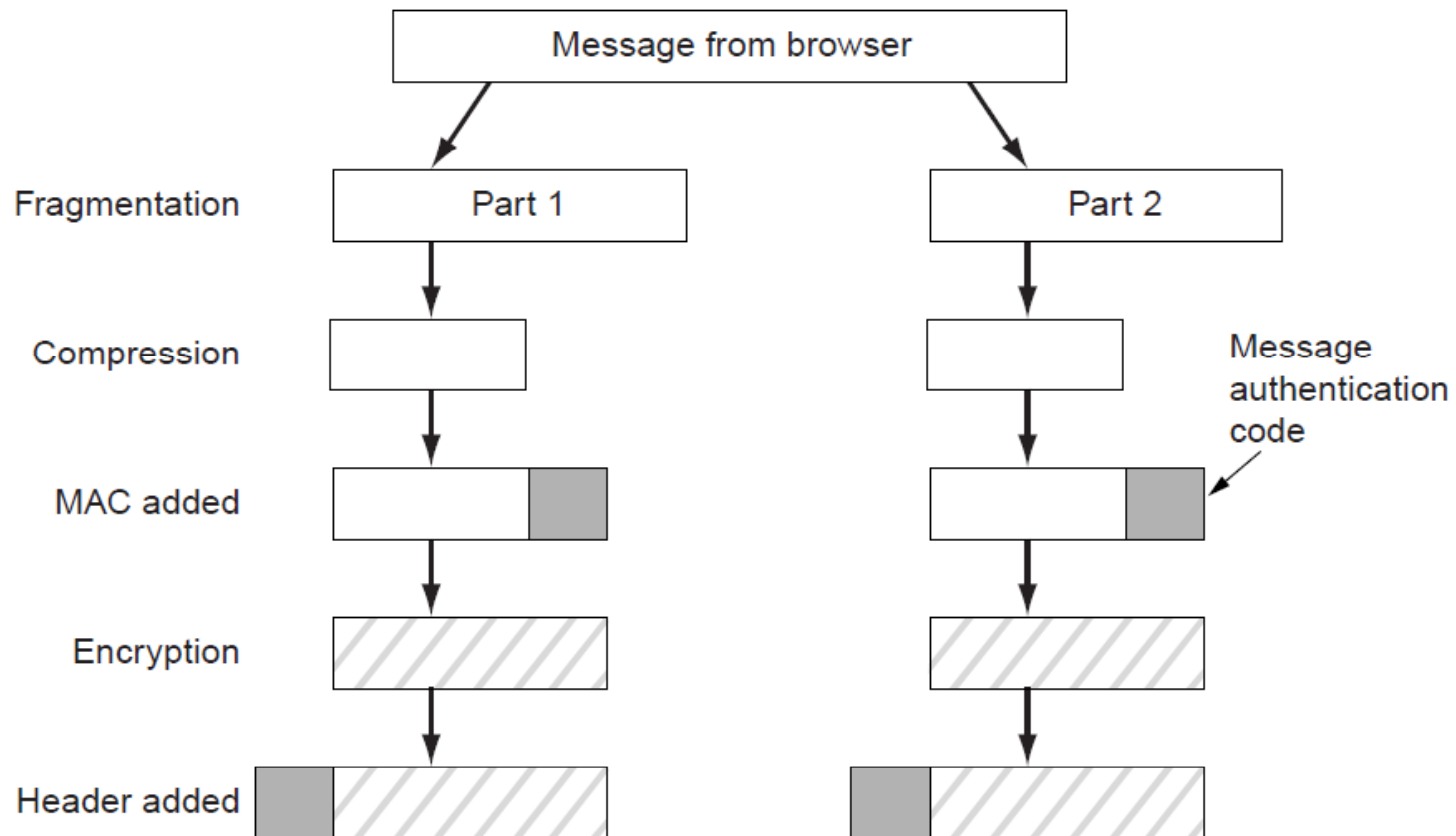 Message from browser
Fragmentation
Part 1
Part 2
Compression
Message
authentication
code
MAC added
Encryption
Header added